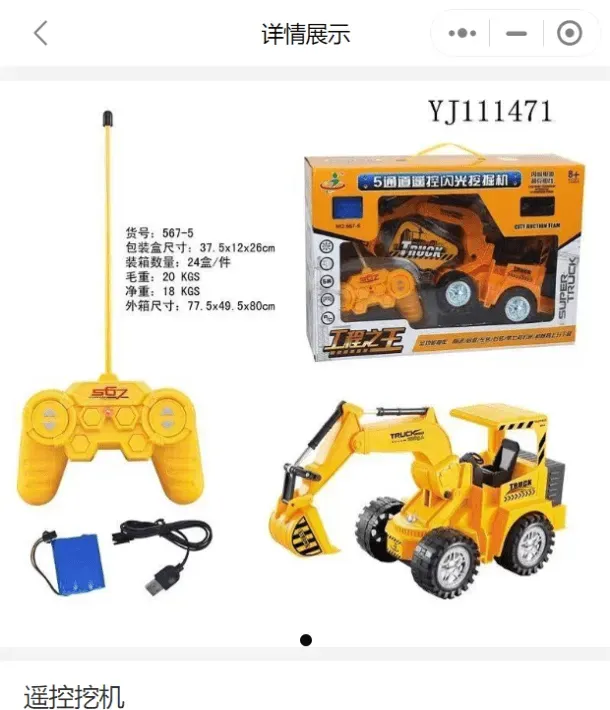 详情展示
YJ111471
货号: 567-5
包装盒尺寸: 37.5x12x26cm
装箱数量: 24盒/件
毛重: 20 KGS
净重: 18 KGS
外箱尺寸: 77.5x49.5x80cm
5通道遥控闪光挖掘机
8+
TRUCK
SUPER TRUCK
工程之王
567
TRUCK
TRUCK
遥控挖机